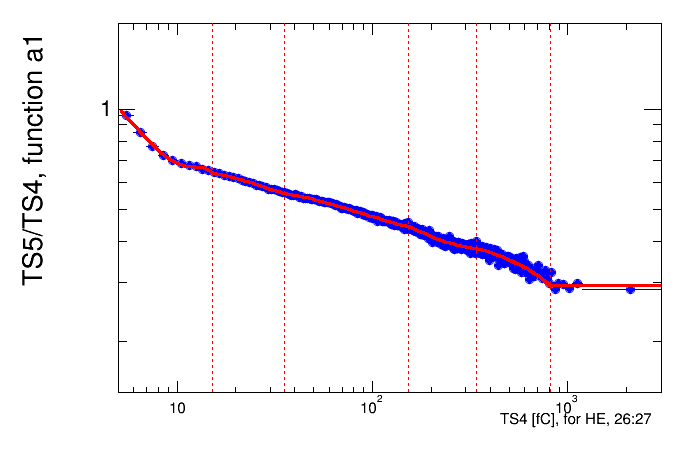 TS5/TS4, function a1
1
10
10²
10³
TS4 [fC], for HE, 26:27